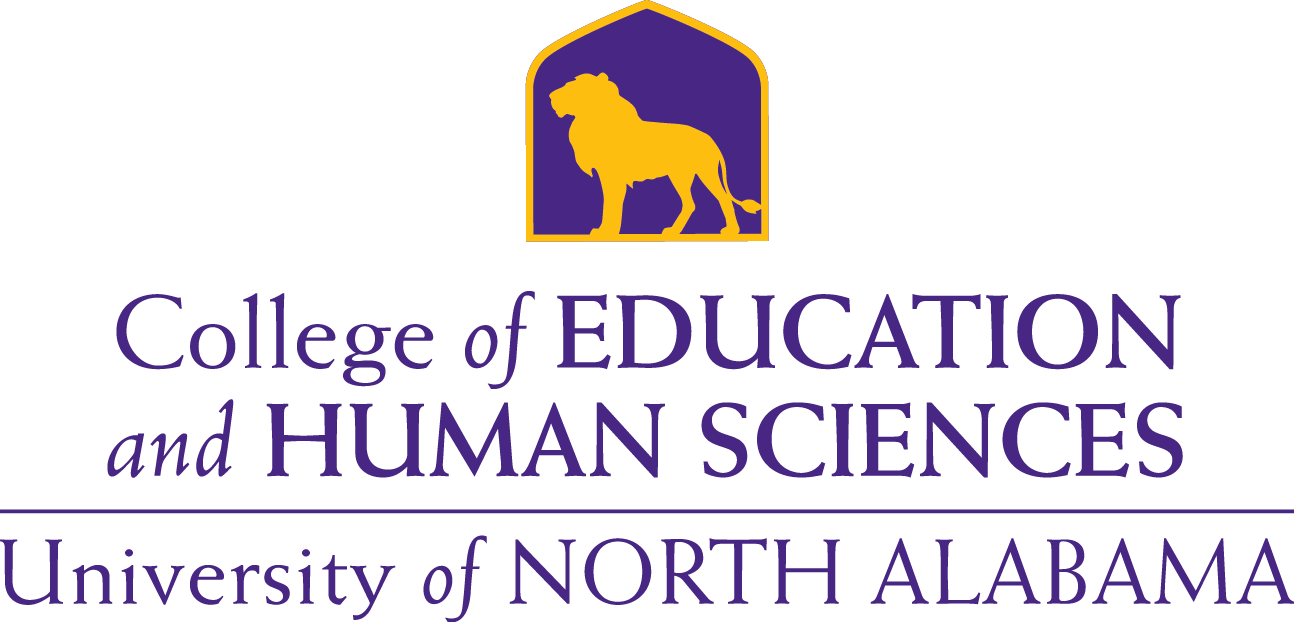 College of EDUCATION
and HUMAN SCIENCES
University of NORTH ALABAMA